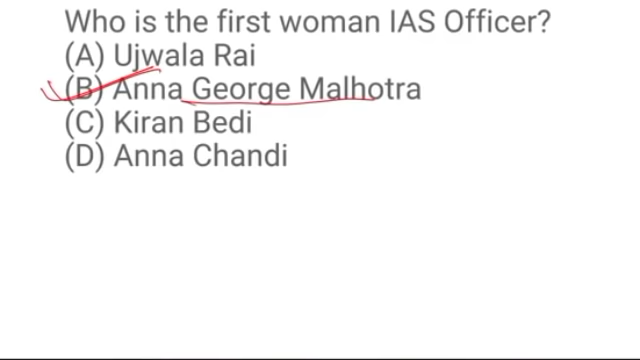 Who is the first woman IAS Officer?
(A) Ujwala Rai
(B) Anna George Malhotra
(C) Kiran Bedi
(D) Anna Chandi